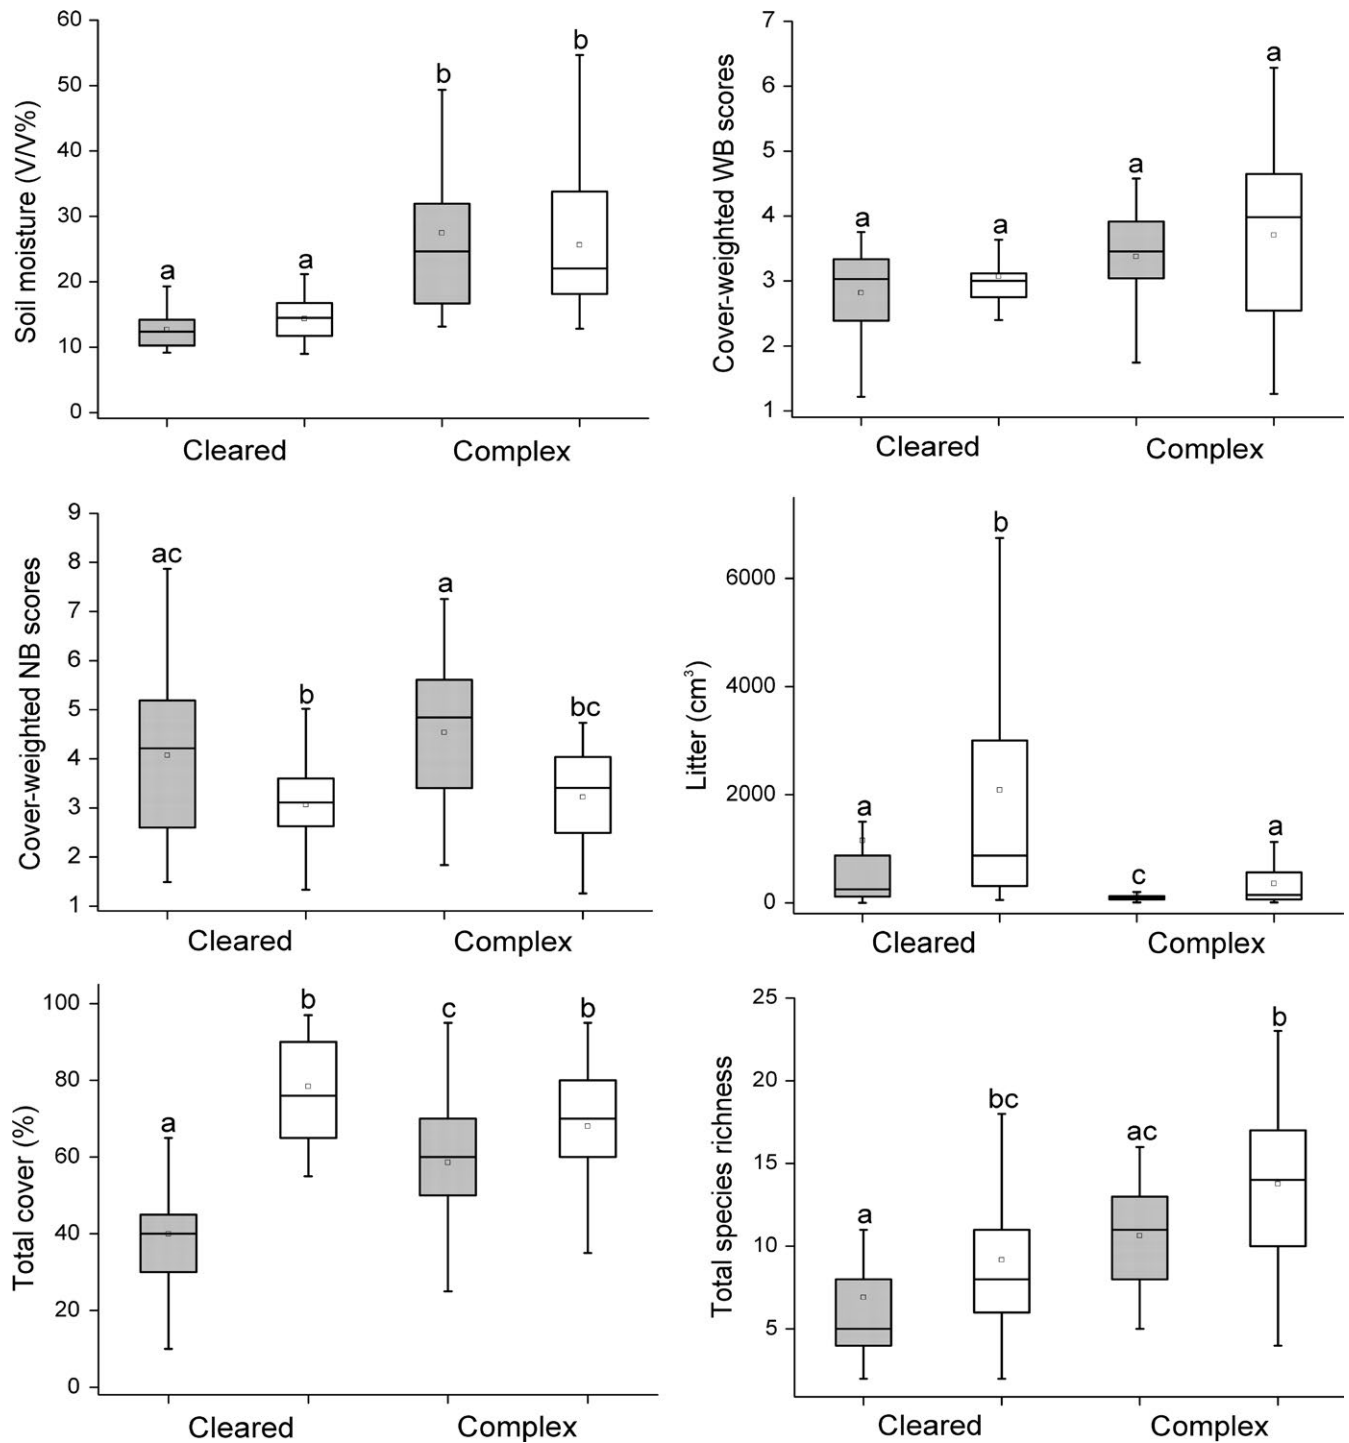 Soil moisture (V/V%)
60
50
40
30
20
10
0
a
a
b
b
Cleared
Complex
Cover-weighted WB scores
7
6
5
4
3
2
1
a
a
a
a
Cleared
Complex
Cover-weighted NB scores
9
8
7
6
5
4
3
2
1
ac
b
a
bc
Cleared
Complex
Litter (cm³)
6000
4000
2000
0
a
b
c
a
Cleared
Complex
Total cover (%)
100
80
60
40
20
0
a
b
c
b
Cleared
Complex
Total species richness
25
20
15
10
5
a
bc
ac
b
Cleared
Complex